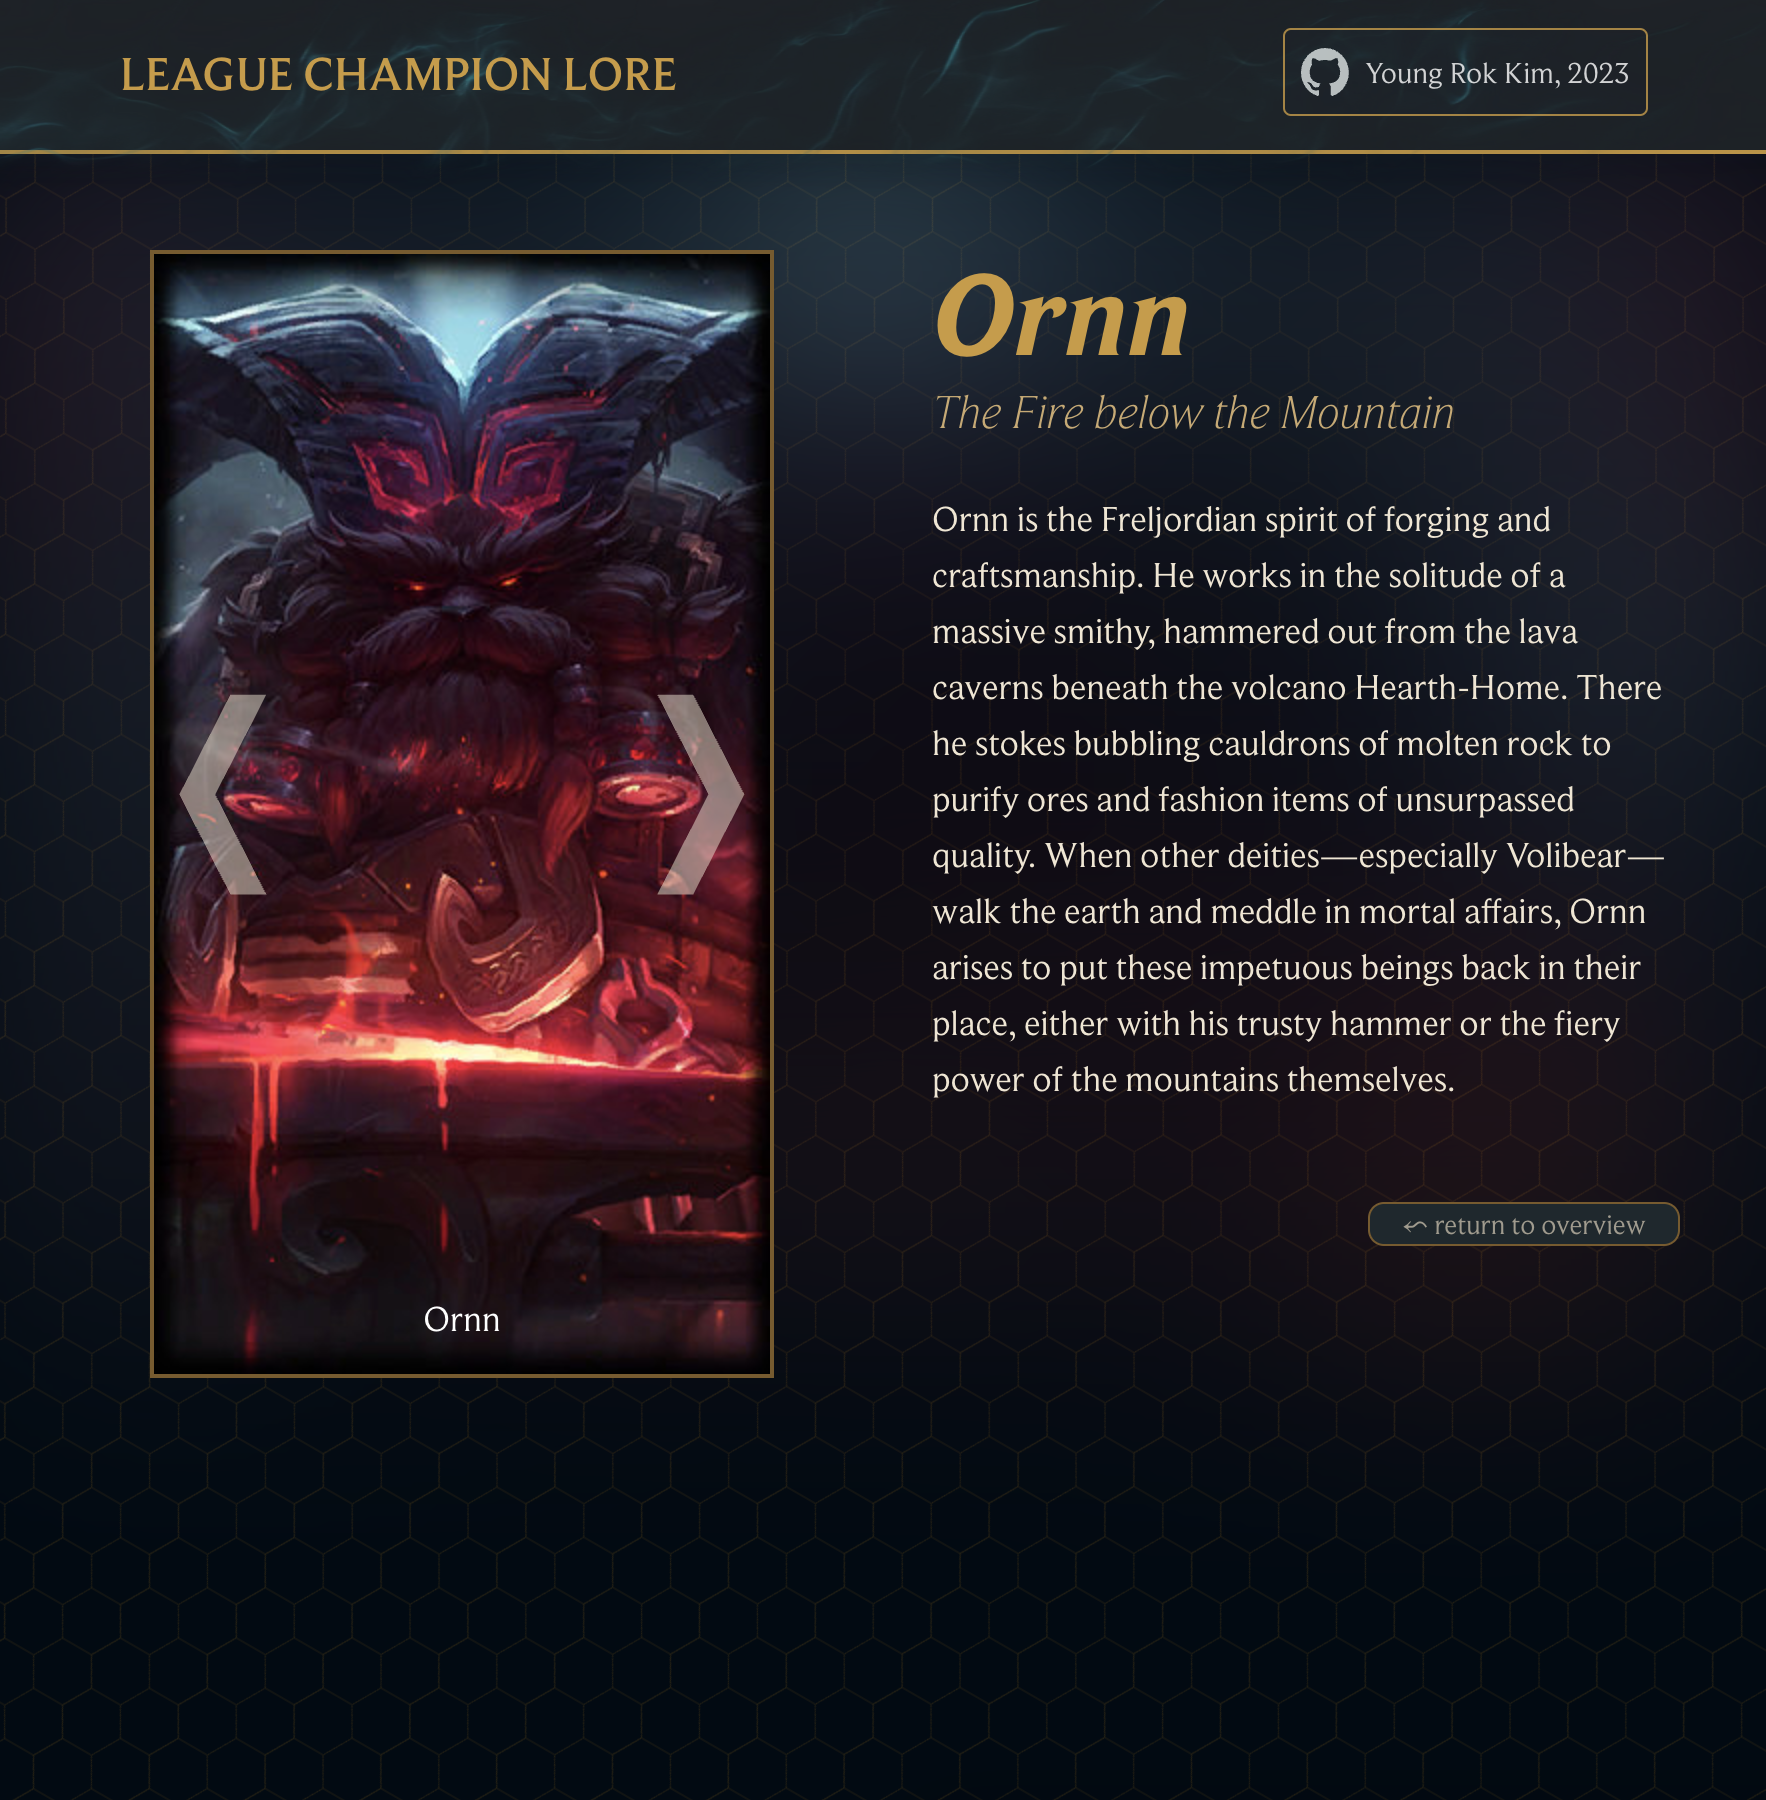 LEAGUE CHAMPION LORE
Young Rok Kim, 2023
Ornn
The Fire below the Mountain
Ornn is the Freljordian spirit of forging and
craftsmanship. He works in the solitude of a
massive smithy, hammered out from the lava
caverns beneath the volcano Hearth-Home. There
he stokes bubbling cauldrons of molten rock to
purify ores and fashion items of unsurpassed
quality. When other deities—especially Volibear—
walk the earth and meddle in mortal affairs, Ornn
arises to put these impetuous beings back in their
place, either with his trusty hammer or the fiery
power of the mountains themselves.
⬿ return to overview
Ornn